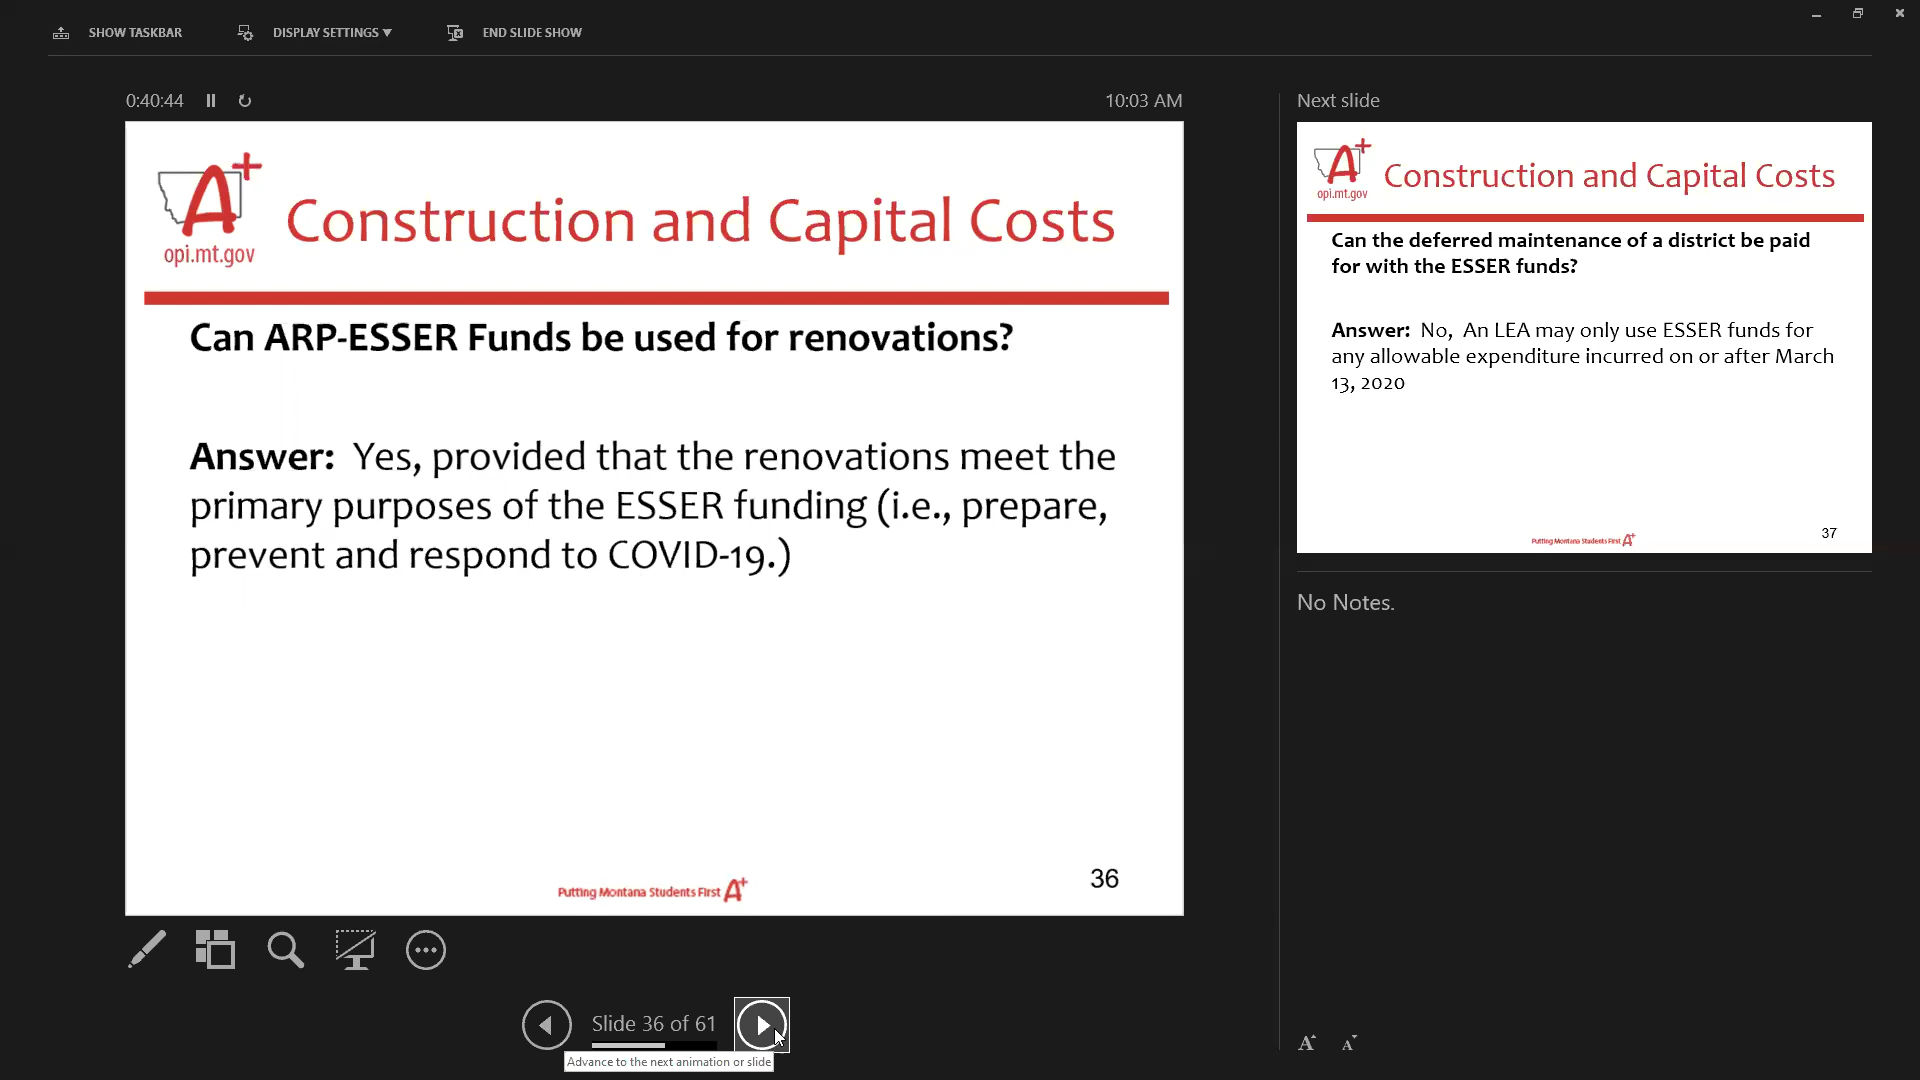 SHOW TASKBAR
DISPLAY SETTINGS ▼
END SLIDE SHOW
0:40:44
10:03 AM
A+
opi.mt.gov
Construction and Capital Costs
Can ARP-ESSER Funds be used for renovations?
Answer: Yes, provided that the renovations meet the
primary purposes of the ESSER funding (i.e., prepare,
prevent and respond to COVID-19.)
Putting Montana Students First A+
36
Slide 36 of 61
Advance to the next animation or slide
Next slide
A+
opi.mt.gov
Construction and Capital Costs
Can the deferred maintenance of a district be paid
for with the ESSER funds?
Answer: No, An LEA may only use ESSER funds for
any allowable expenditure incurred on or after March
13, 2020
Putting Montana Students First A+
37
No Notes.
A A